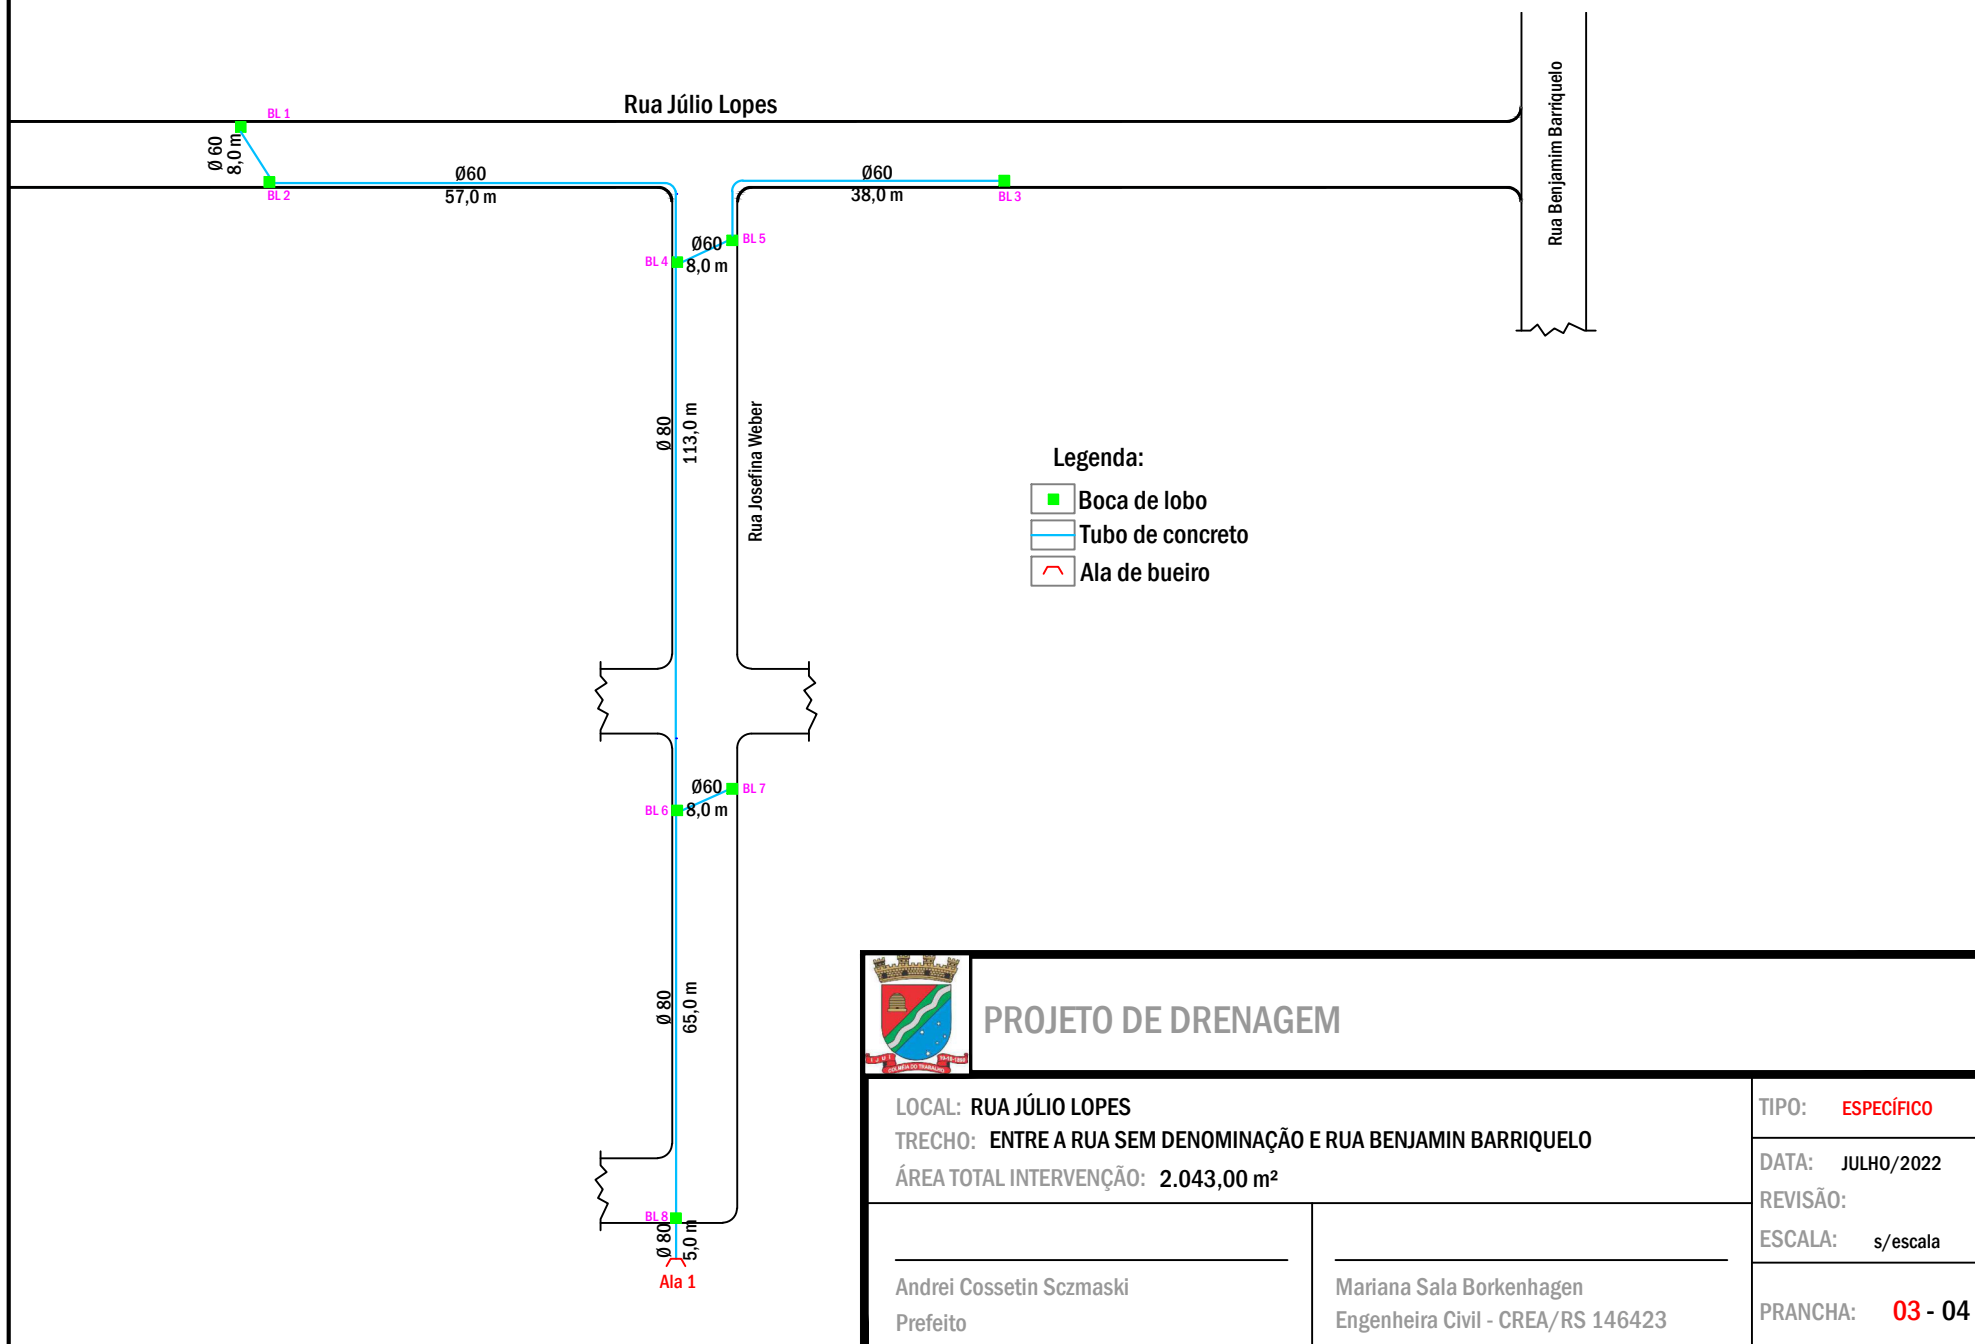 Rua Júlio Lopes
Rua Benjamim Barriquelo
BL 1
Ø 60
8,0 m
BL 2
Ø60
57,0 m
Ø60
38,0 m
BL 3
Ø60
8,0 m
BL 5
BL 4
Ø 80
113,0 m
Rua Josefina Weber
Legenda:
Boca de lobo
Tubo de concreto
Ala de bueiro
Ø60
8,0 m
BL 7
BL 6
Ø 80
65,0 m
BL 8
Ø 80
5,0 m
Ala 1
PROJETO DE DRENAGEM
COLMÉIA DO TRABALHO
LOCAL: RUA JÚLIO LOPES
TRECHO: ENTRE A RUA SEM DENOMINAÇÃO E RUA BENJAMIN BARRIQUELO
ÁREA TOTAL INTERVENÇÃO: 2.043,00 m²
TIPO: ESPECÍFICO
DATA: JULHO/2022
REVISÃO:
ESCALA: s/escala
Andrei Cossetin Sczmaski
Prefeito
Mariana Sala Borkenhagen
Engenheira Civil - CREA/RS 146423
PRANCHA: 03 - 04